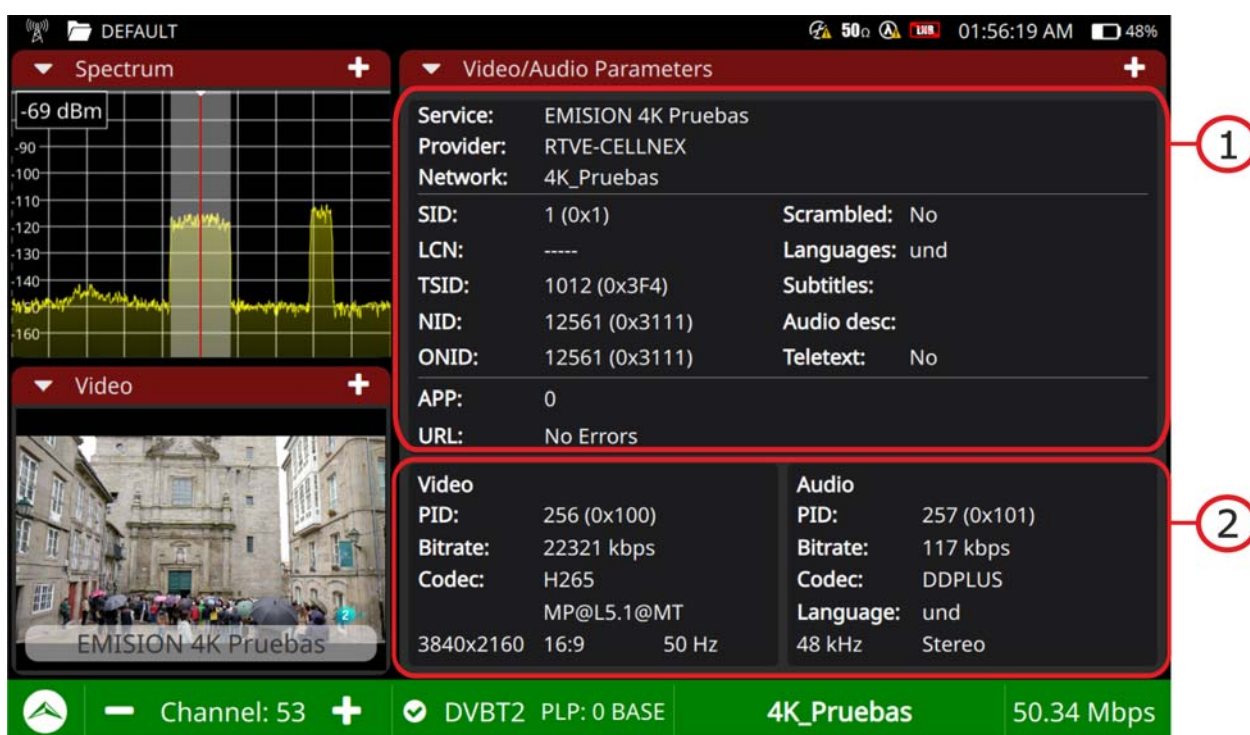 DEFAULT
50Ω
LNB
01:56:19 AM
48%
Spectrum
-69 dBm
-90
-100
-110
-120
-130
-140
-150
-160
Video
2
EMISION 4K Pruebas
Video/Audio Parameters
Service: EMISION 4K Pruebas
Provider: RTVE-CELLNEX
Network: 4K_Pruebas
SID: 1 (0x1) Scrambled: No
LCN: ----- Languages: und
TSID: 1012 (0x3F4) Subtitles:
NID: 12561 (0x3111) Audio desc:
ONID: 12561 (0x3111) Teletext: No
APP: 0
URL: No Errors
1
Video
PID: 256 (0x100)
Bitrate: 22321 kbps
Codec: H265
MP@L5.1@MT
3840x2160 16:9 50 Hz
Audio
PID: 257 (0x101)
Bitrate: 117 kbps
Codec: DDPLUS
Language: und
48 kHz Stereo
2
Channel: 53 DVBT2 PLP: 0 BASE 4K_Pruebas 50.34 Mbps